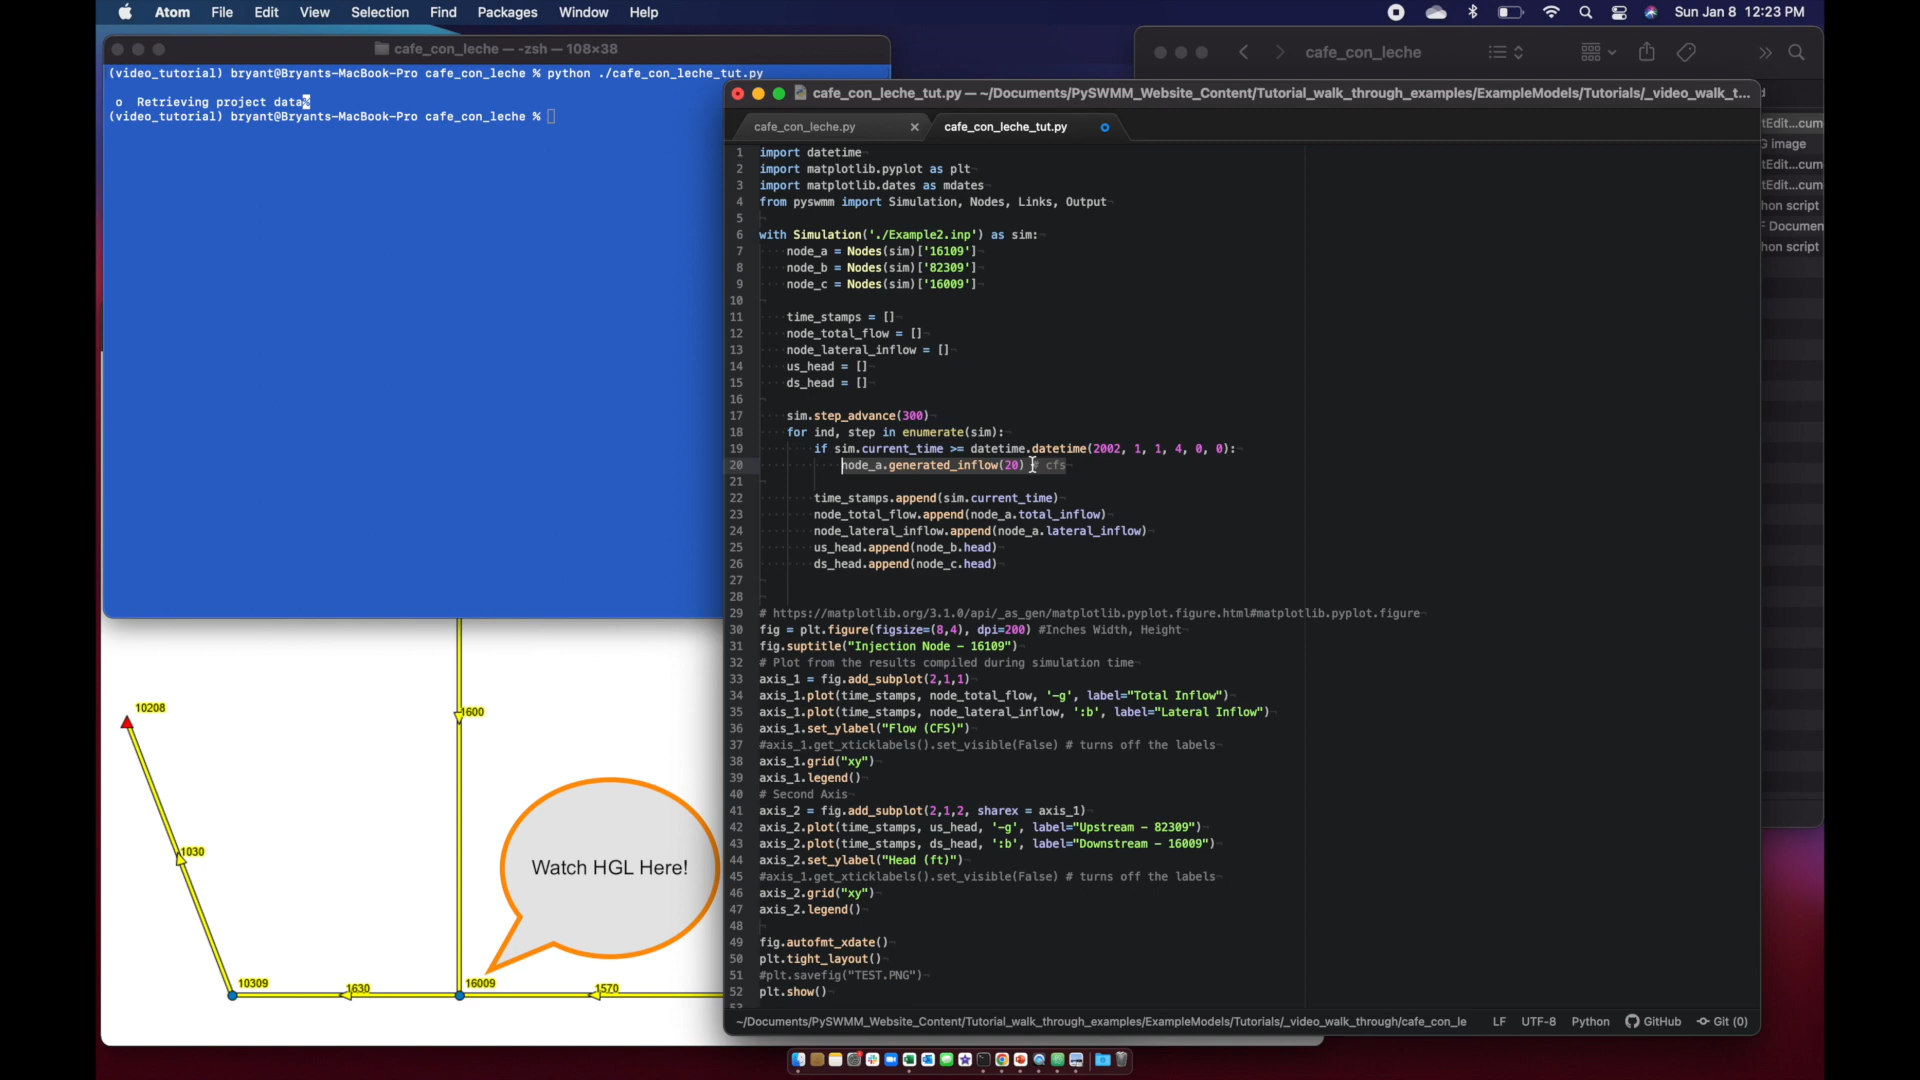 Atom File Edit View Selection Find Packages Window Help
Sun Jan 8 12:23 PM
cafe_con_leche — -zsh — 108×38
(video_tutorial) bryant@Bryants-MacBook-Pro cafe_con_leche % python ./cafe_con_leche_tut.py
o Retrieving project data%
(video_tutorial) bryant@Bryants-MacBook-Pro cafe_con_leche %
cafe_con_leche
cafe_con_leche_tut.py — ~/Documents/PySWMM_Website_Content/Tutorial_walk_through_examples/ExampleModels/Tutorials/_video_walk_t...
cafe_con_leche.py
cafe_con_leche_tut.py
1 import datetime
2 import matplotlib.pyplot as plt
3 import matplotlib.dates as mdates
4 from pyswmm import Simulation, Nodes, Links, Output
5
6 with Simulation('./Example2.inp') as sim:
7 node_a = Nodes(sim)['16109']
8 node_b = Nodes(sim)['82309']
9 node_c = Nodes(sim)['16009']
10
11 time_stamps = []
12 node_total_flow = []
13 node_lateral_inflow = []
14 us_head = []
15 ds_head = []
16
17 sim.step_advance(300)
18 for ind, step in enumerate(sim):
19 if sim.current_time >= datetime.datetime(2002, 1, 1, 4, 0, 0):
20 node_a.generated_inflow(20) # cfs
21
22 time_stamps.append(sim.current_time)
23 node_total_flow.append(node_a.total_inflow)
24 node_lateral_inflow.append(node_a.lateral_inflow)
25 us_head.append(node_b.head)
26 ds_head.append(node_c.head)
27
28
29 # https://matplotlib.org/3.1.0/api/_as_gen/matplotlib.pyplot.figure.html#matplotlib.pyplot.figure
30 fig = plt.figure(figsize=(8,4), dpi=200) #Inches Width, Height
31 fig.suptitle("Injection Node - 16109")
32 # Plot from the results compiled during simulation time
33 axis_1 = fig.add_subplot(2,1,1)
34 axis_1.plot(time_stamps, node_total_flow, '-g', label="Total Inflow")
35 axis_1.plot(time_stamps, node_lateral_inflow, ':b', label="Lateral Inflow")
36 axis_1.set_ylabel("Flow (CFS)")
37 #axis_1.get_xticklabels().set_visible(False) # turns off the labels
38 axis_1.grid("xy")
39 axis_1.legend()
40 # Second Axis
41 axis_2 = fig.add_subplot(2,1,2, sharex = axis_1)
42 axis_2.plot(time_stamps, us_head, '-g', label="Upstream - 82309")
43 axis_2.plot(time_stamps, ds_head, ':b', label="Downstream - 16009")
44 axis_2.set_ylabel("Head (ft)")
45 #axis_1.get_xticklabels().set_visible(False) # turns off the labels
46 axis_2.grid("xy")
47 axis_2.legend()
48
49 fig.autofmt_xdate()
50 plt.tight_layout()
51 #plt.savefig("TEST.PNG")
52 plt.show()
~/Documents/PySWMM_Website_Content/Tutorial_walk_through_examples/ExampleModels/Tutorials/_video_walk_through/cafe_con_le
LF UTF-8 Python GitHub Git (0)
tEdit...cum
G image
tEdit...cum
tEdit...cum
hon script
F Documen
hon script
10208
1600
1030
Watch HGL Here!
10309
1630
16009
1570